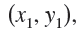 (x₁, y₁),